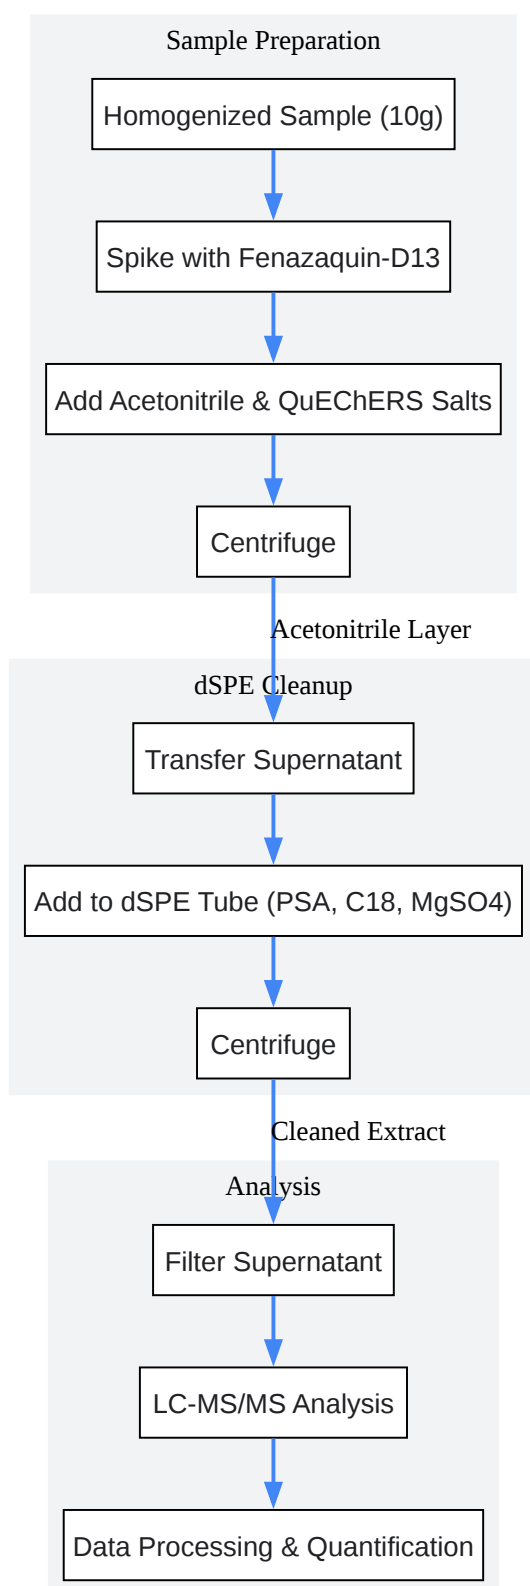 Sample Preparation
Homogenized Sample (10g)
Spike with Fenazaquin-D13
Add Acetonitrile & QuEChERS Salts
Centrifuge
Acetonitrile Layer
dSPE Cleanup
Transfer Supernatant
Add to dSPE Tube (PSA, C18, MgSO4)
Centrifuge
Cleaned Extract
Analysis
Filter Supernatant
LC-MS/MS Analysis
Data Processing & Quantification